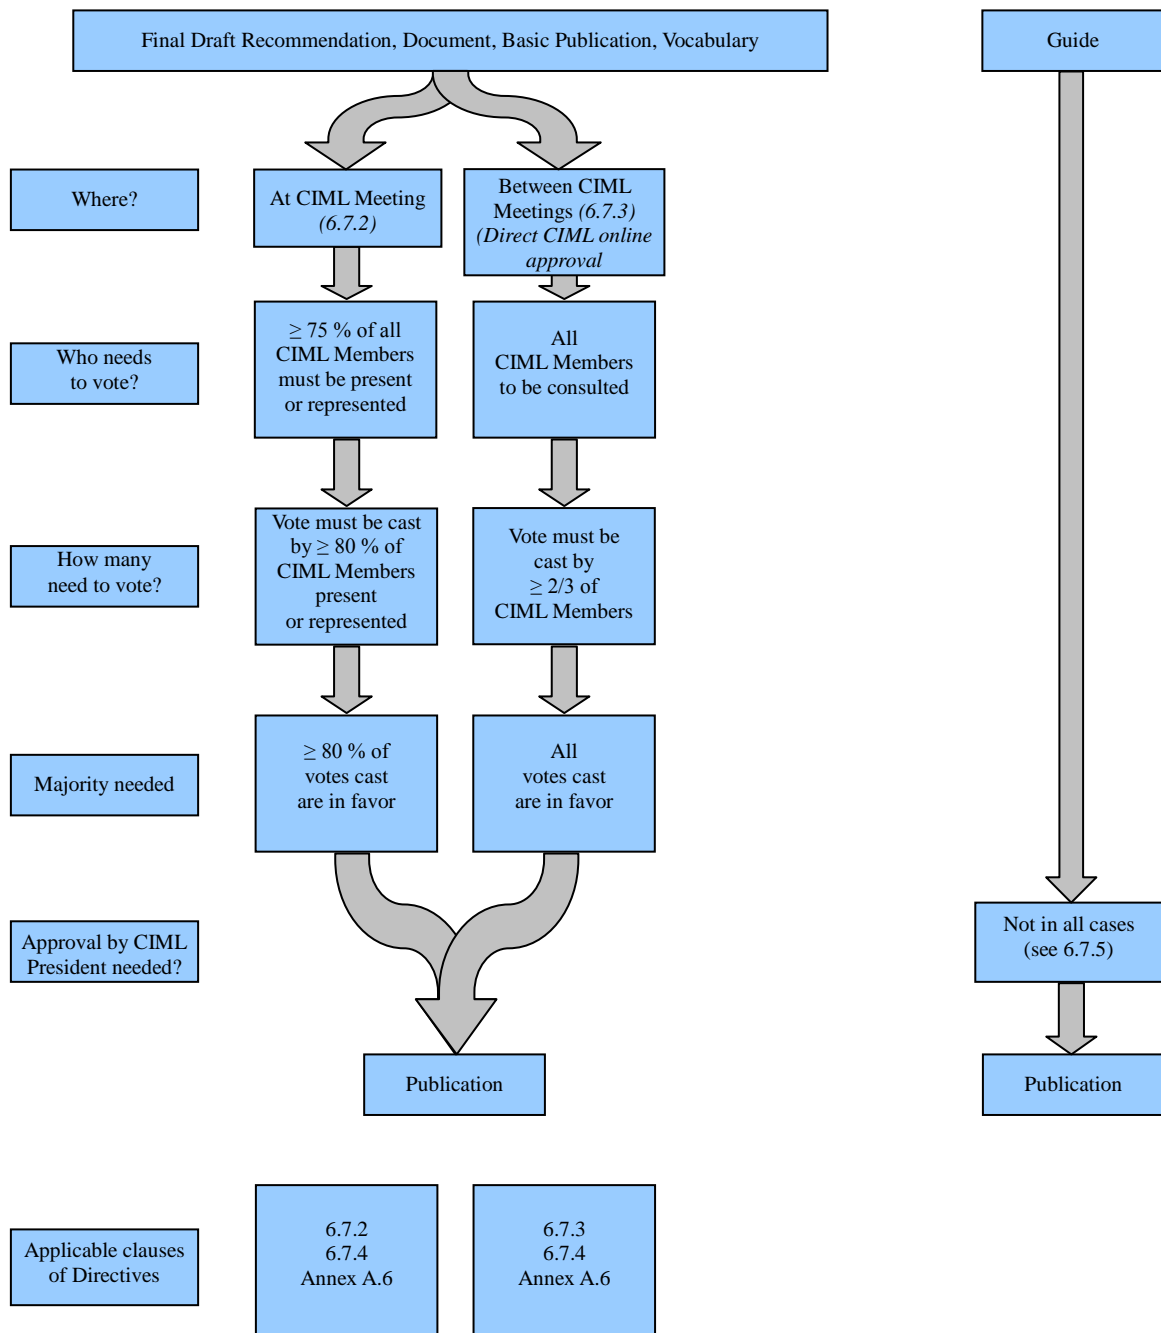 Final Draft Recommendation, Document, Basic Publication, Vocabulary
Guide
Where?
At CIML Meeting
(6.7.2)
Between CIML
Meetings (6.7.3)
(Direct CIML online
approval
Who needs
to vote?
≥ 75 % of all
CIML Members
must be present
or represented
All
CIML Members
to be consulted
How many
need to vote?
Vote must be cast
by ≥ 80 % of
CIML Members
present
or represented
Vote must be
cast by
≥ 2/3 of
CIML Members
Majority needed
≥ 80 % of
votes cast
are in favor
All
votes cast
are in favor
Approval by CIML
President needed?
Not in all cases
(see 6.7.5)
Publication
Publication
Applicable clauses
of Directives
6.7.2
6.7.4
Annex A.6
6.7.3
6.7.4
Annex A.6